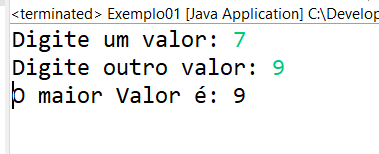 <terminated> Exemplo01 [Java Application] C:\Develop
Digite um valor: 7
Digite outro valor: 9
O maior Valor é: 9